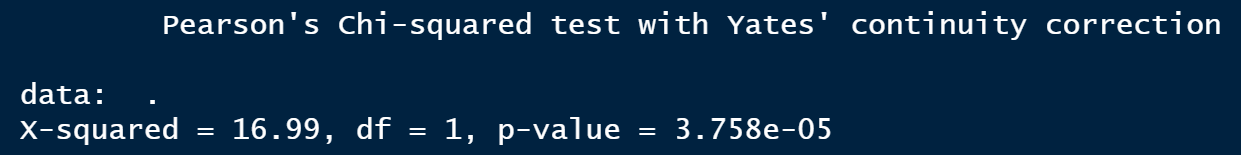 Pearson's Chi-squared test with Yates' continuity correction
data:  .
X-squared = 16.99, df = 1, p-value = 3.758e-05